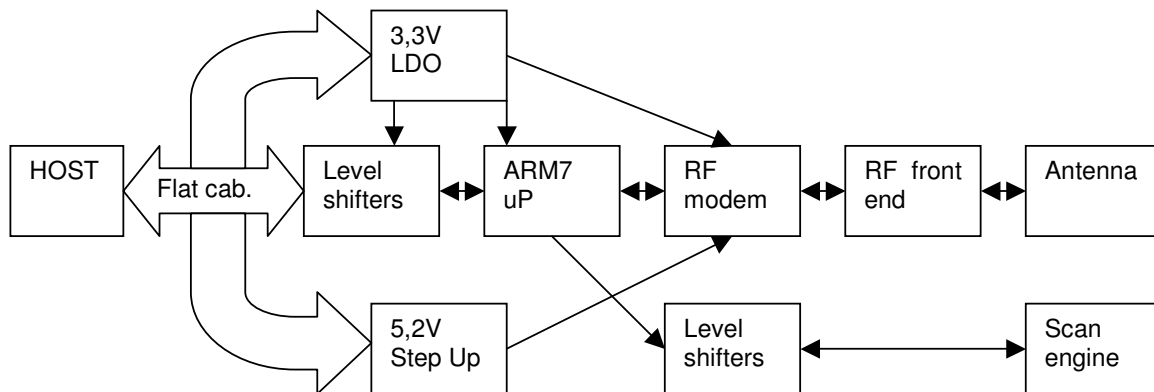 3,3V
LDO
HOST
Flat cab.
Level
shifters
ARM7
uP
RF
modem
RF front
end
Antenna
5,2V
Step Up
Level
shifters
Scan
engine